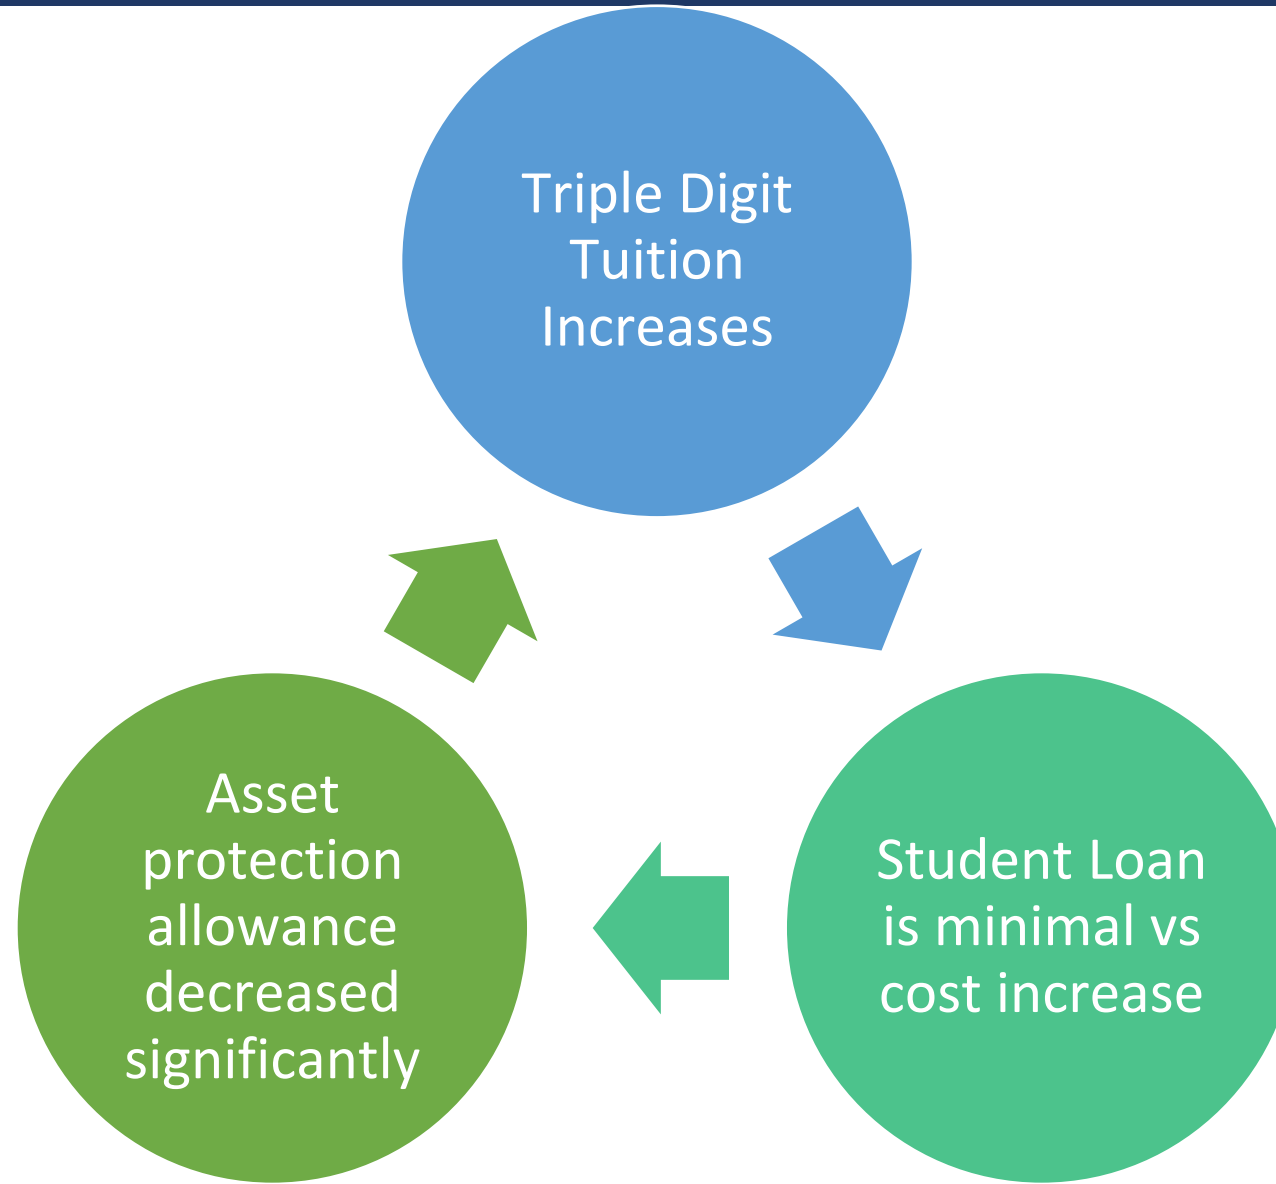 Triple Digit
Tuition
Increases
Student Loan
is minimal vs
cost increase
Asset
protection
allowance
decreased
significantly